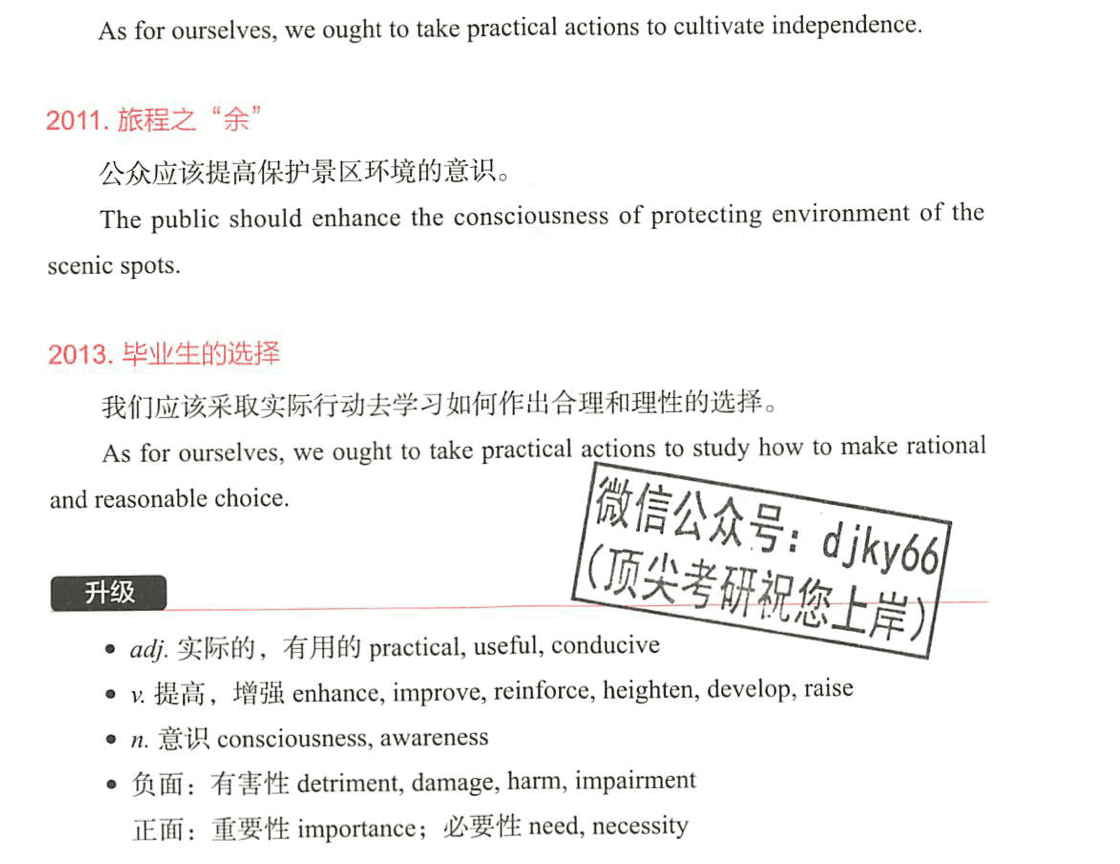 As for ourselves, we ought to take practical actions to cultivate independence.
2011. 旅程之“余”
公众应该提高保护景区环境的意识。
The public should enhance the consciousness of protecting environment of the
scenic spots.
2013. 毕业生的选择
我们应该采取实际行动去学习如何作出合理和理性的选择。
As for ourselves, we ought to take practical actions to study how to make rational
and reasonable choice.
微信公众号：djky66
（顶尖考研祝您上岸）
升级
• adj. 实际的，有用的 practical, useful, conducive
• v. 提高，增强 enhance, improve, reinforce, heighten, develop, raise
• n. 意识 consciousness, awareness
• 负面：有害性 detriment, damage, harm, impairment
正面：重要性 importance；必要性 need, necessity